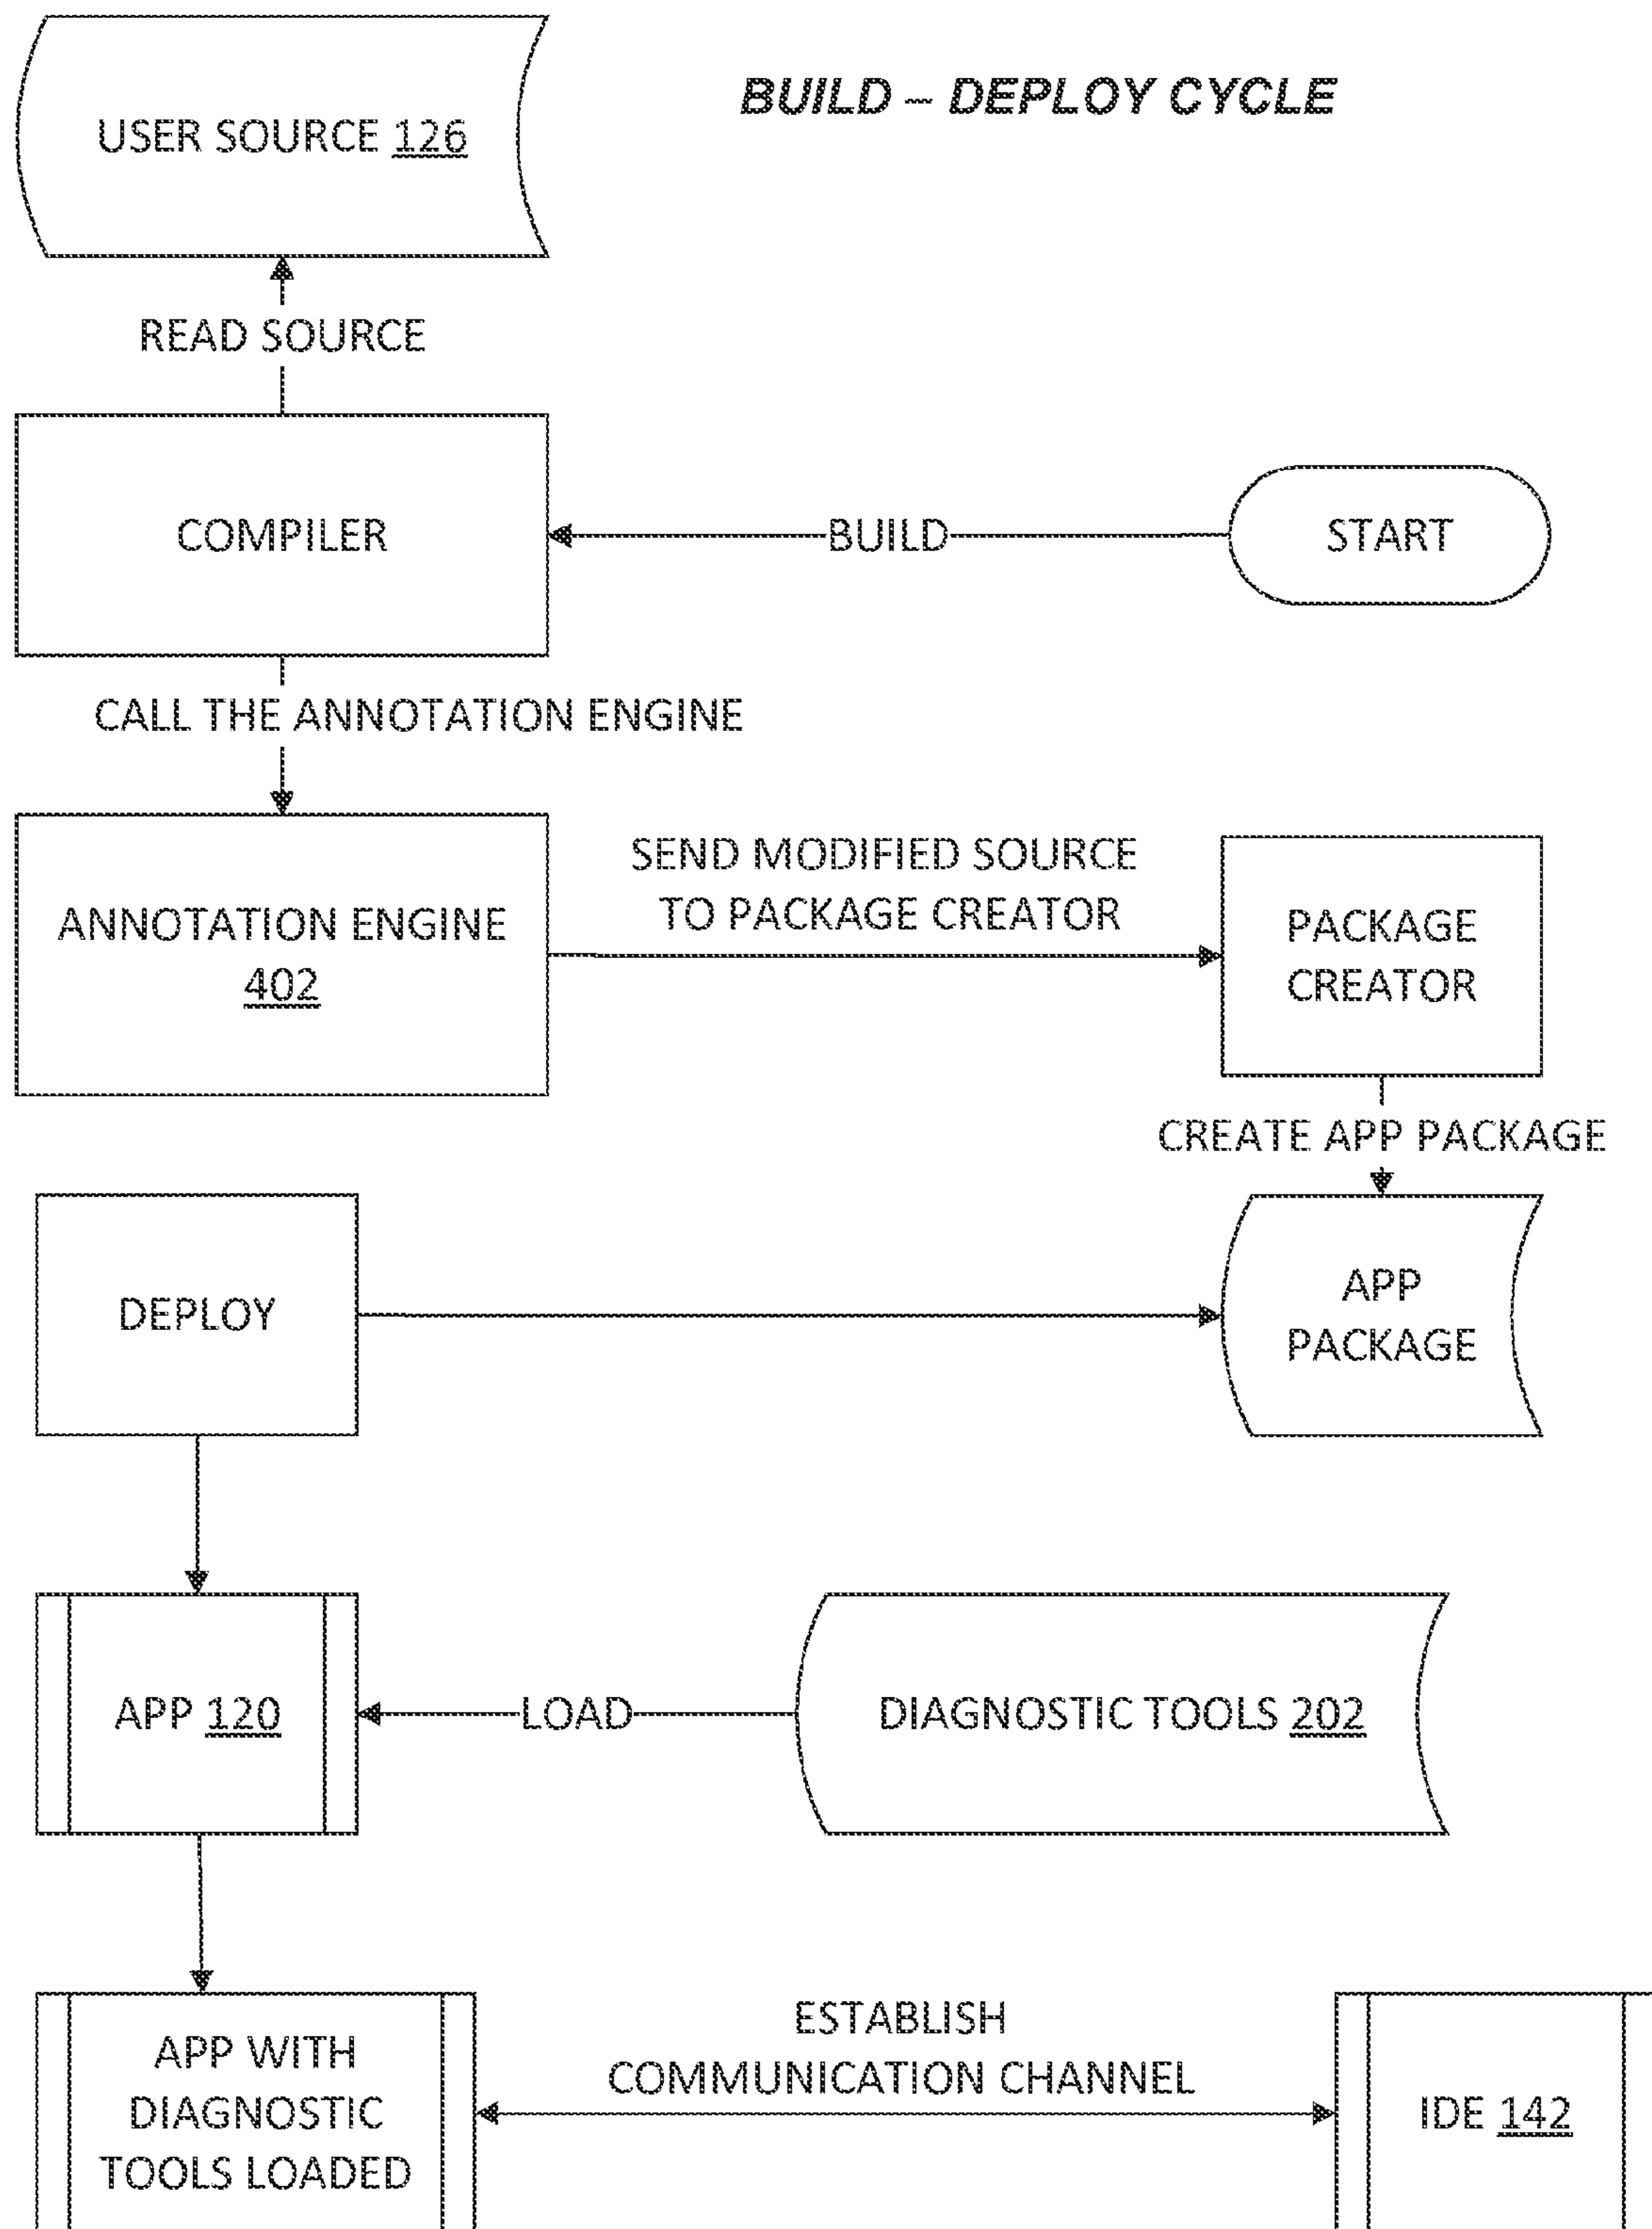 BUILD – DEPLOY CYCLE
USER SOURCE 126
READ SOURCE
COMPILER
BUILD
START
CALL THE ANNOTATION ENGINE
ANNOTATION ENGINE
402
SEND MODIFIED SOURCE
TO PACKAGE CREATOR
PACKAGE
CREATOR
CREATE APP PACKAGE
DEPLOY
APP
PACKAGE
APP 120
LOAD
DIAGNOSTIC TOOLS 202
APP WITH
DIAGNOSTIC
TOOLS LOADED
ESTABLISH
COMMUNICATION CHANNEL
IDE 142